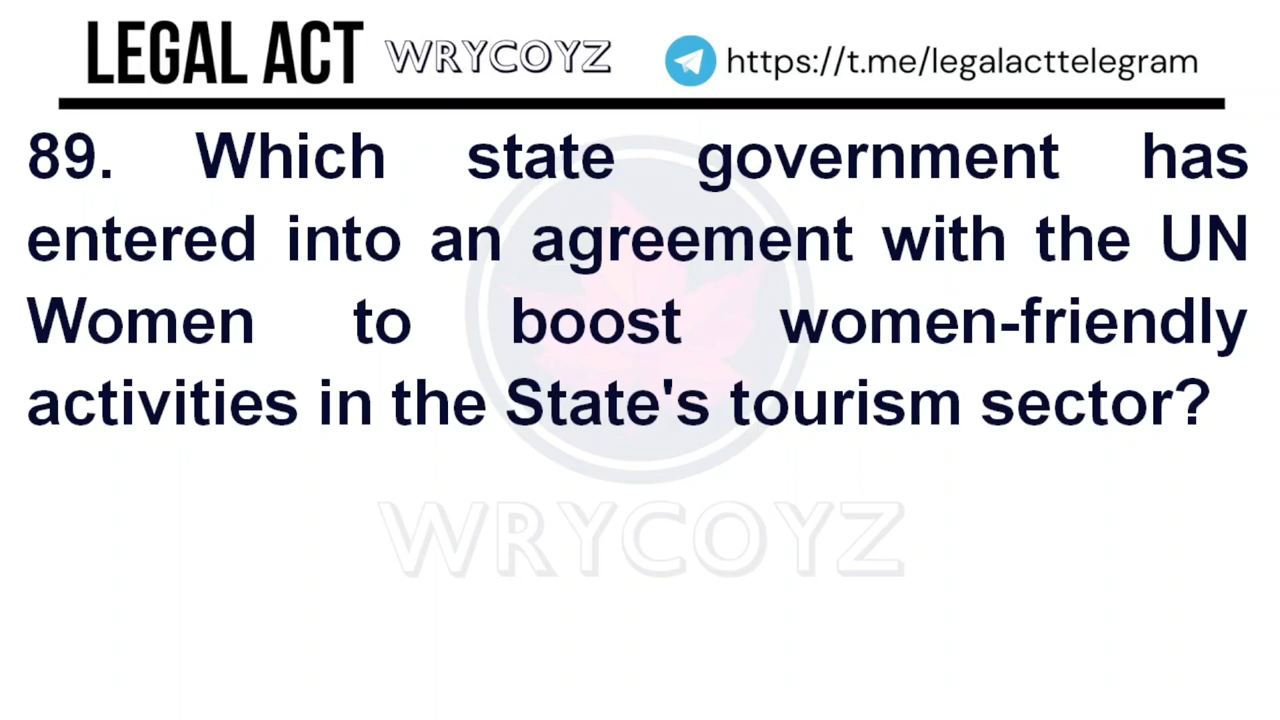 LEGAL ACT WRYCOYZ https://t.me/legalacttelegram
89. Which state government has
entered into an agreement with the UN
Women to boost women-friendly
activities in the State's tourism sector?
WRYCOYZ